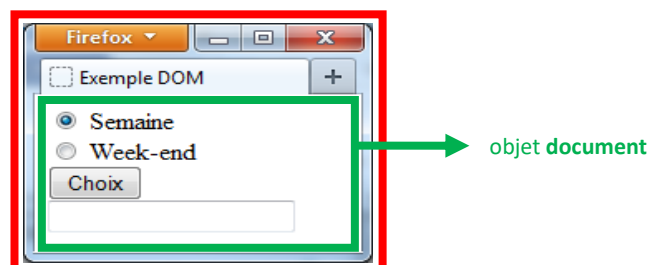 Firefox
Exemple DOM
Semaine
Week-end
Choix
objet document